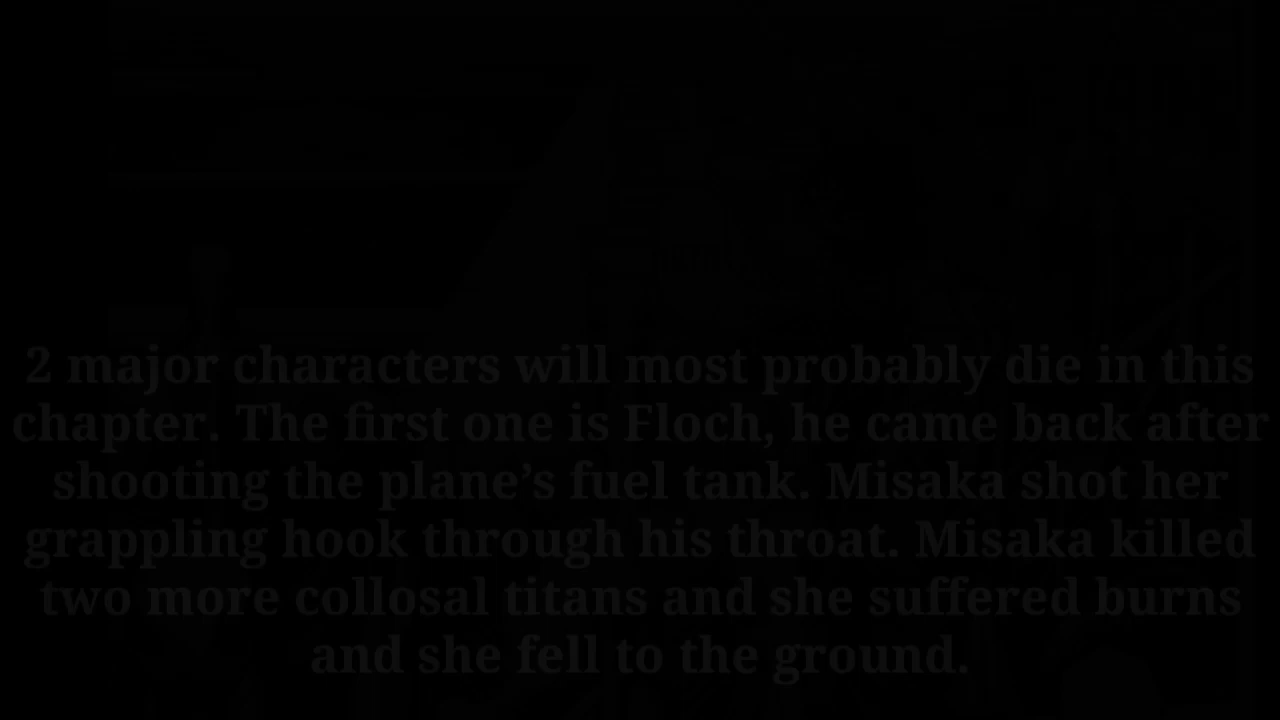 2 major characters will most probably die in this
chapter. The first one is Floch, he came back after
shooting the plane’s fuel tank. Misaka shot her
grappling hook through his throat. Misaka killed
two more collosal titans and she suffered burns
and she fell to the ground.